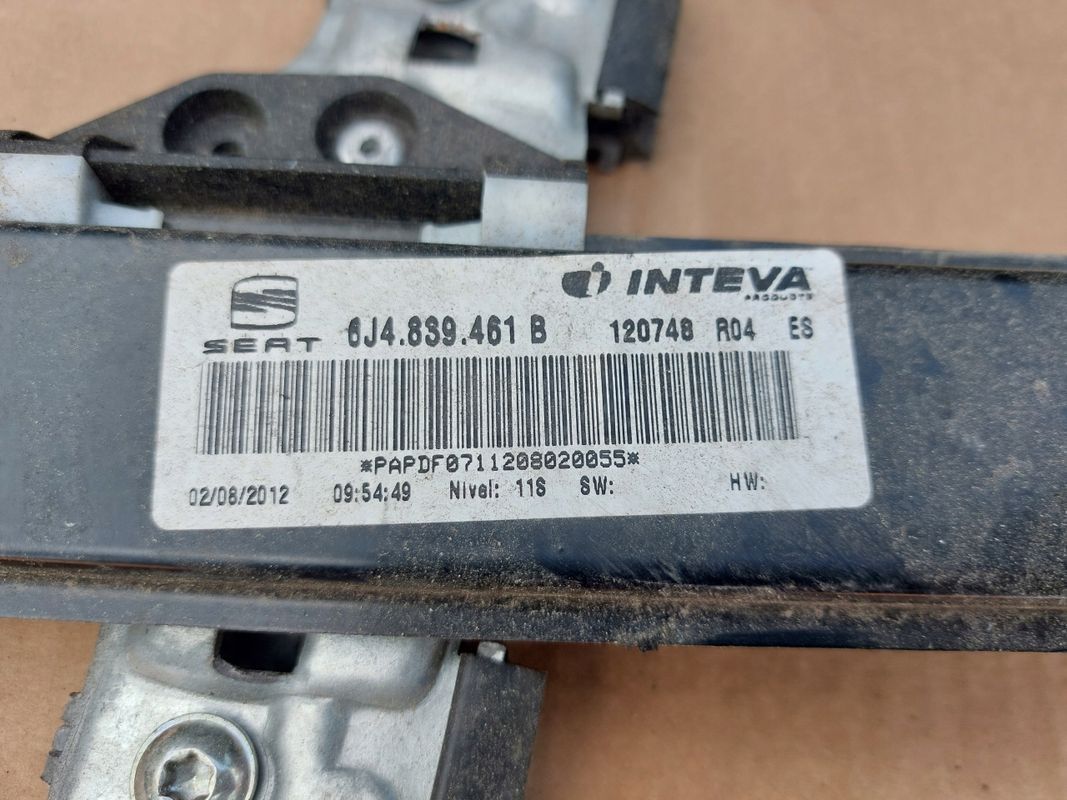 INTEVA
PRODUCTS
SEAT
6J4.839.461 B 120748 R04 ES
*PAPDF0711208020055*
02/08/2012 09:54:49 Nivel: 11S SW: HW: